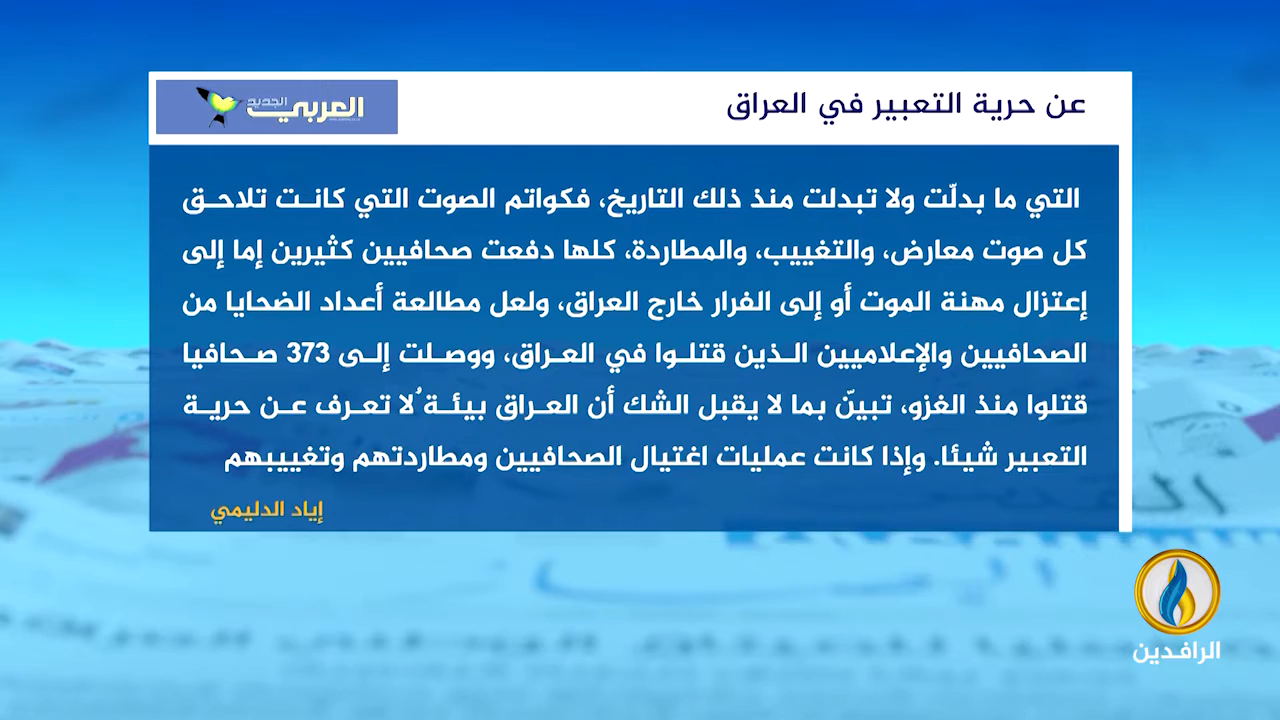 عن حرية التعبير في العراق
العربي الجديد
التي ما بدلّت ولا تبدلت منذ ذلك التاريخ، فكواتم الصوت التي كانت تلاحق
كل صوت معارض، والتغييب، والمطاردة، كلها دفعت صحافيين كثيرين إما إلى
إعتزال مهنة الموت أو إلى الفرار خارج العراق، ولعل مطالعة أعداد الضحايا من
الصحافيين والإعلاميين الذين قتلوا في العراق، ووصلت إلى 373 صحافيا
قتلوا منذ الغزو، تبينّ بما لا يقبل الشك أن العراق بيئة ُلا تعرف عن حرية
التعبير شيئا. وإذا كانت عمليات اغتيال الصحافيين ومطاردتهم وتغييبهم
إياد الدليمي
الرافدين